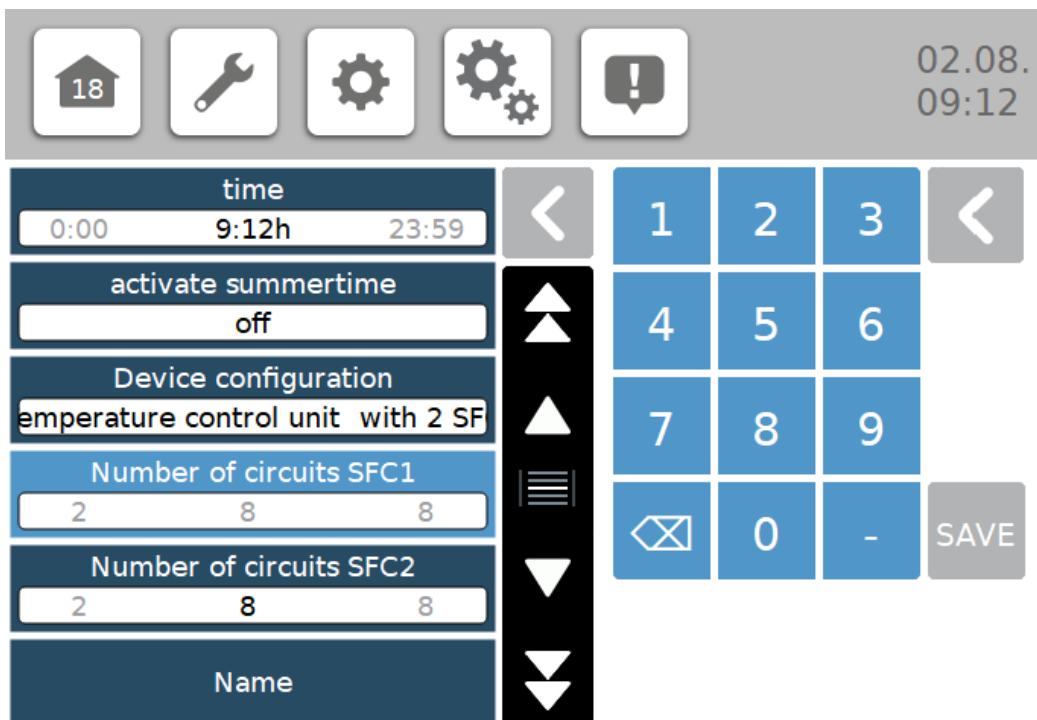 18
02.08.
09:12
time
0:00 9:12h 23:59
activate summertime
off
Device configuration
emperature control unit with 2 SF
Number of circuits SFC1
2 8 8
Number of circuits SFC2
2 8 8
Name
1 2 3
4 5 6
7 8 9
0 - SAVE